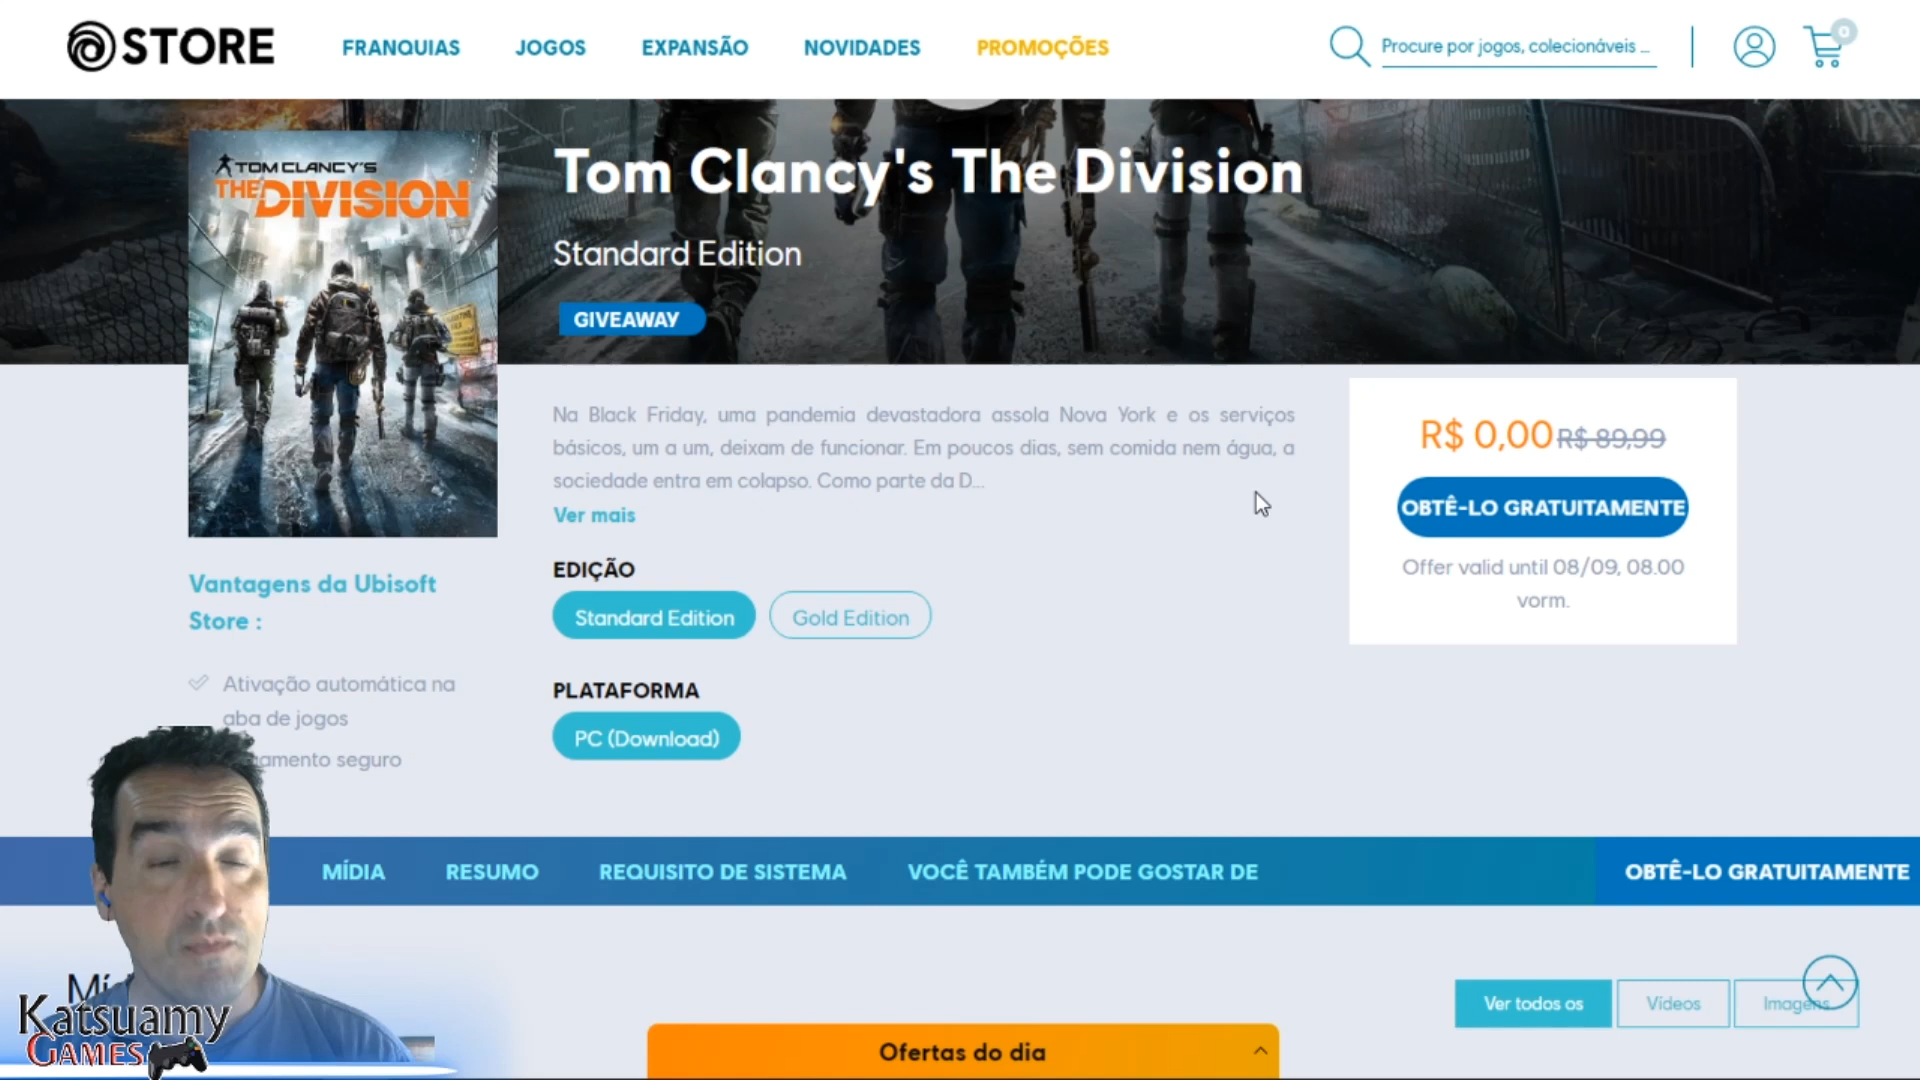 STORE
FRANQUIAS
JOGOS
EXPANSÃO
NOVIDADES
PROMOÇÕES
Procure por jogos, colecionáveis ...
0
TOM CLANCY'S
THE DIVISION
Tom Clancy's The Division
Standard Edition
GIVEAWAY
Na Black Friday, uma pandemia devastadora assola Nova York e os serviços
básicos, um a um, deixam de funcionar. Em poucos dias, sem comida nem água, a
sociedade entra em colapso. Como parte da D...
Ver mais
R$ 0,00 R$ 89,99
OBTÊ-LO GRATUITAMENTE
Offer valid until 08/09, 08.00
vorm.
EDIÇÃO
Standard Edition
Gold Edition
PLATAFORMA
PC (Download)
Vantagens da Ubisoft
Store :
Ativação automática na
aba de jogos
amento seguro
MÍDIA
RESUMO
REQUISITO DE SISTEMA
VOCÊ TAMBÉM PODE GOSTAR DE
OBTÊ-LO GRATUITAMENTE
Ver todos os
Vídeos
Imagens
Katsuamy
GAMES
Ofertas do dia